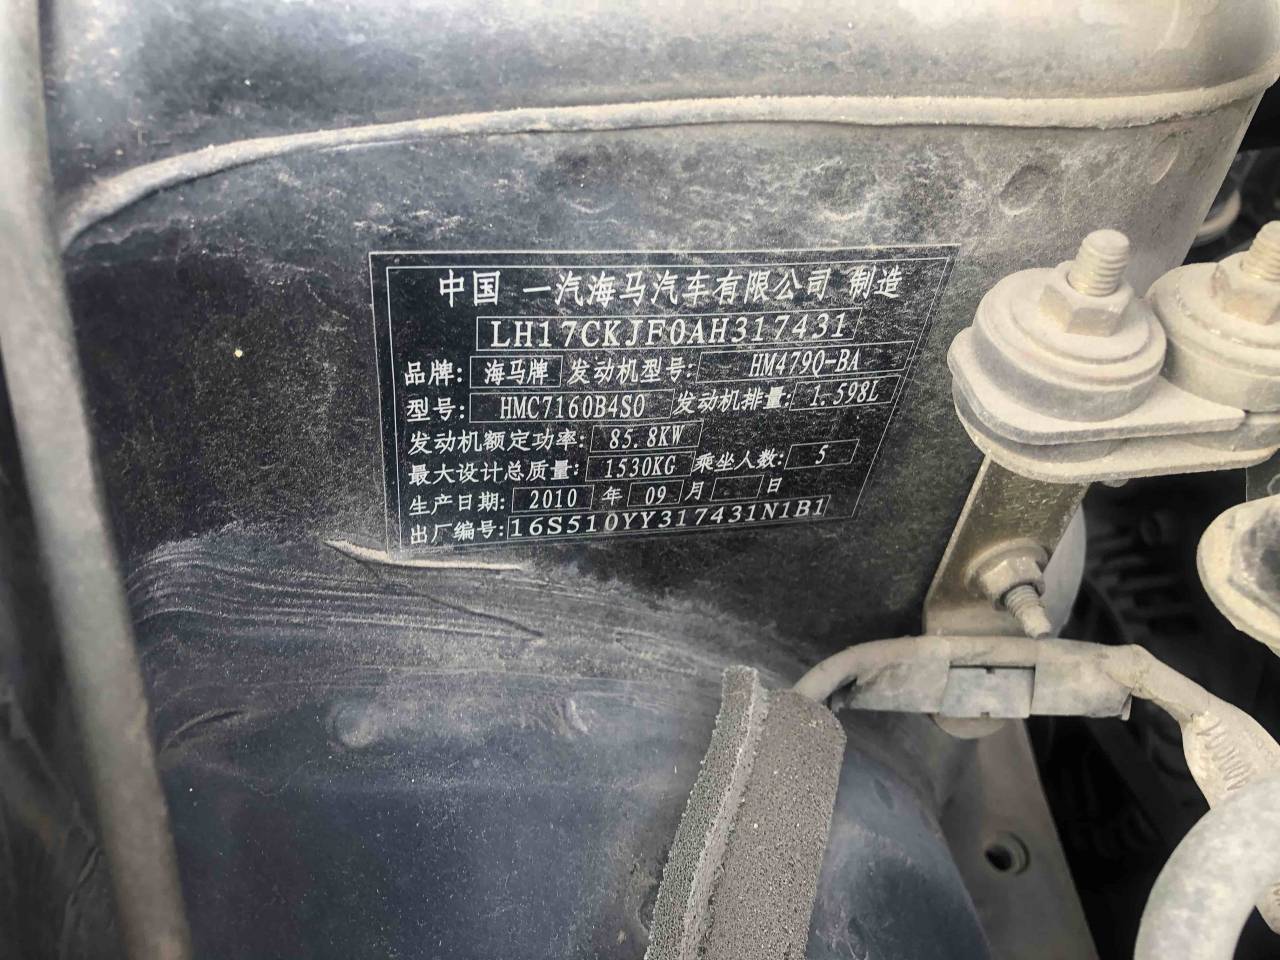 中国 一汽海马汽车有限公司 制造
LH17CKJF0AH317431
品牌: 海马牌 发动机型号: HM479Q-BA
型号: HMC7160B4S0 发动机排量: 1.598L
发动机额定功率: 85.8KW
最大设计总质量: 1530KG 乘坐人数: 5
生产日期: 2010 年 09 月 日
出厂编号: 16S510YY317431N1B1